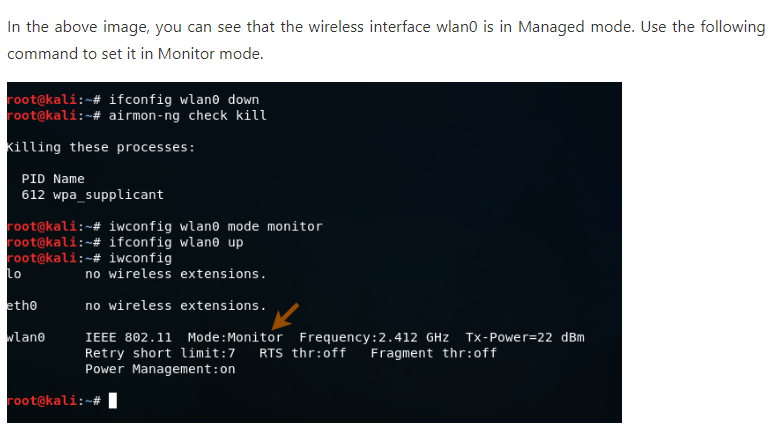 In the above image, you can see that the wireless interface wlan0 is in Managed mode. Use the following
command to set it in Monitor mode.
root@kali:~# ifconfig wlan0 down
root@kali:~# airmon-ng check kill
Killing these processes:
PID Name
612 wpa_supplicant
root@kali:~# iwconfig wlan0 mode monitor
root@kali:~# ifconfig wlan0 up
root@kali:~# iwconfig
lo        no wireless extensions.
eth0      no wireless extensions.
wlan0     IEEE 802.11  Mode:Monitor  Frequency:2.412 GHz  Tx-Power=22 dBm
Retry short limit:7   RTS thr:off   Fragment thr:off
Power Management:on
root@kali:~#